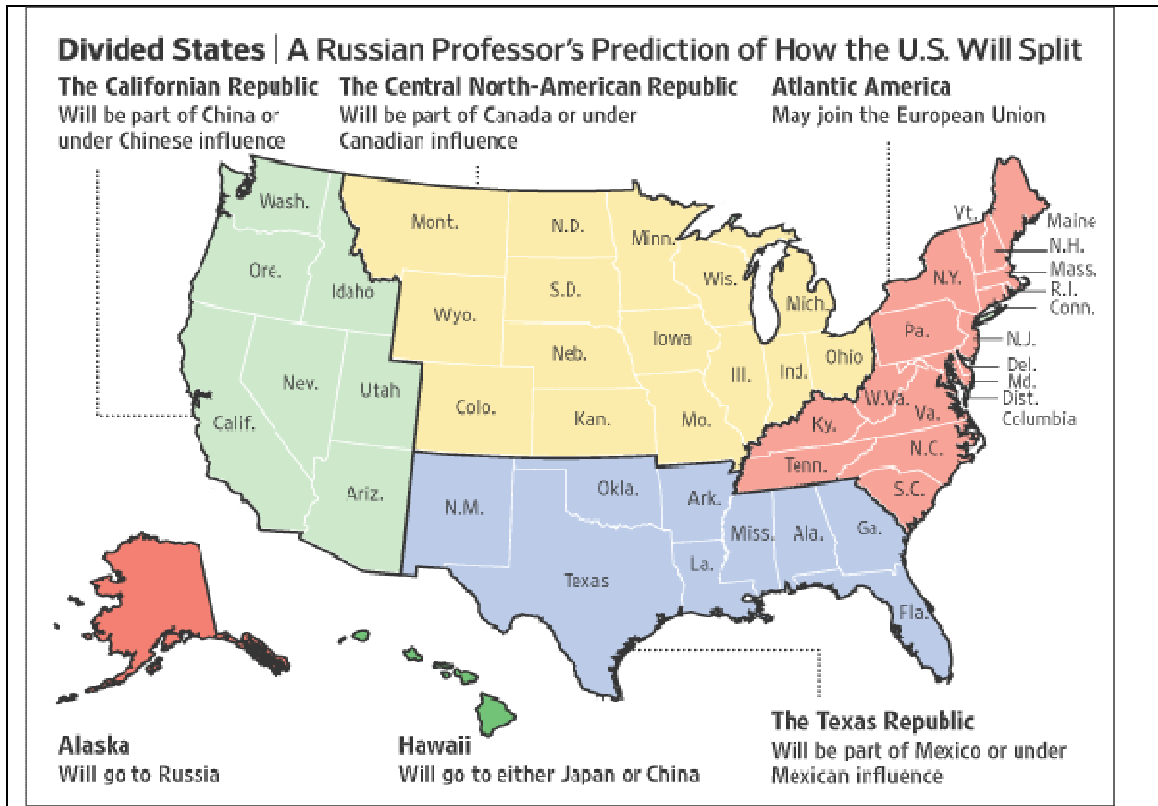 Divided States | A Russian Professor's Prediction of How the U.S. Will Split
The Californian Republic
Will be part of China or
under Chinese influence
The Central North-American Republic
Will be part of Canada or under
Canadian influence
Atlantic America
May join the European Union
Wash.
Ore.
Idaho
Nev.
Utah
Calif.
Ariz.
Mont.
N.D.
Minn.
Wis.
Mich.
S.D.
Wyo.
Neb.
Iowa
Ill.
Ind.
Ohio
Colo.
Kan.
Mo.
Vt.
Maine
N.H.
Mass.
R.I.
Conn.
N.Y.
Pa.
N.J.
Del.
Md.
Dist.
Columbia
W.Va.
Va.
Ky.
N.C.
Tenn.
S.C.
N.M.
Okla.
Ark.
Miss.
Ala.
Ga.
La.
Texas
Fla.
Alaska
Will go to Russia
Hawaii
Will go to either Japan or China
The Texas Republic
Will be part of Mexico or under
Mexican influence